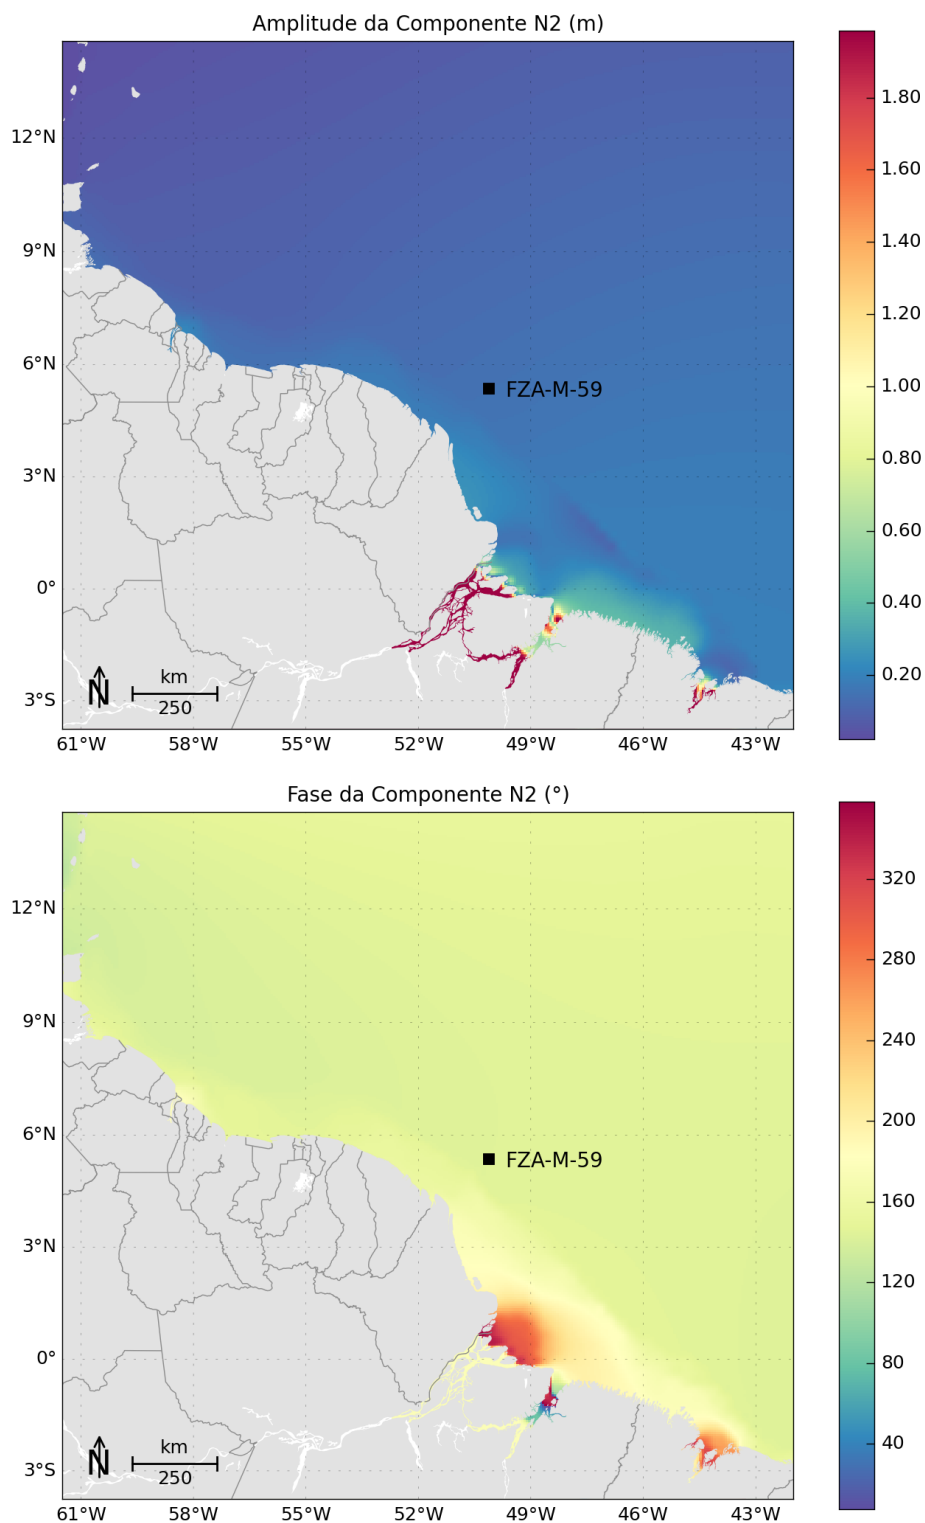 Amplitude da Componente N2 (m)
12°N
9°N
6°N
3°N
0°
3°S
FZA-M-59
N
km
250
61°W 58°W 55°W 52°W 49°W 46°W 43°W
1.80
1.60
1.40
1.20
1.00
0.80
0.60
0.40
0.20
Fase da Componente N2 (°)
12°N
9°N
6°N
3°N
0°
3°S
FZA-M-59
N
km
250
61°W 58°W 55°W 52°W 49°W 46°W 43°W
320
280
240
200
160
120
80
40